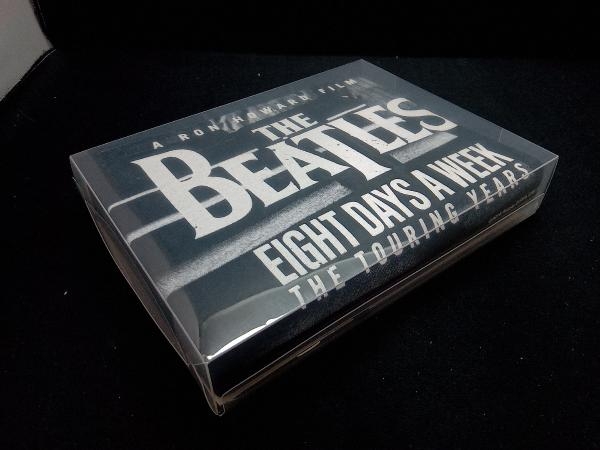 A RON HOWARD FILM
THE
BEATLES
EIGHT DAYS A WEEK
THE TOURING YEARS